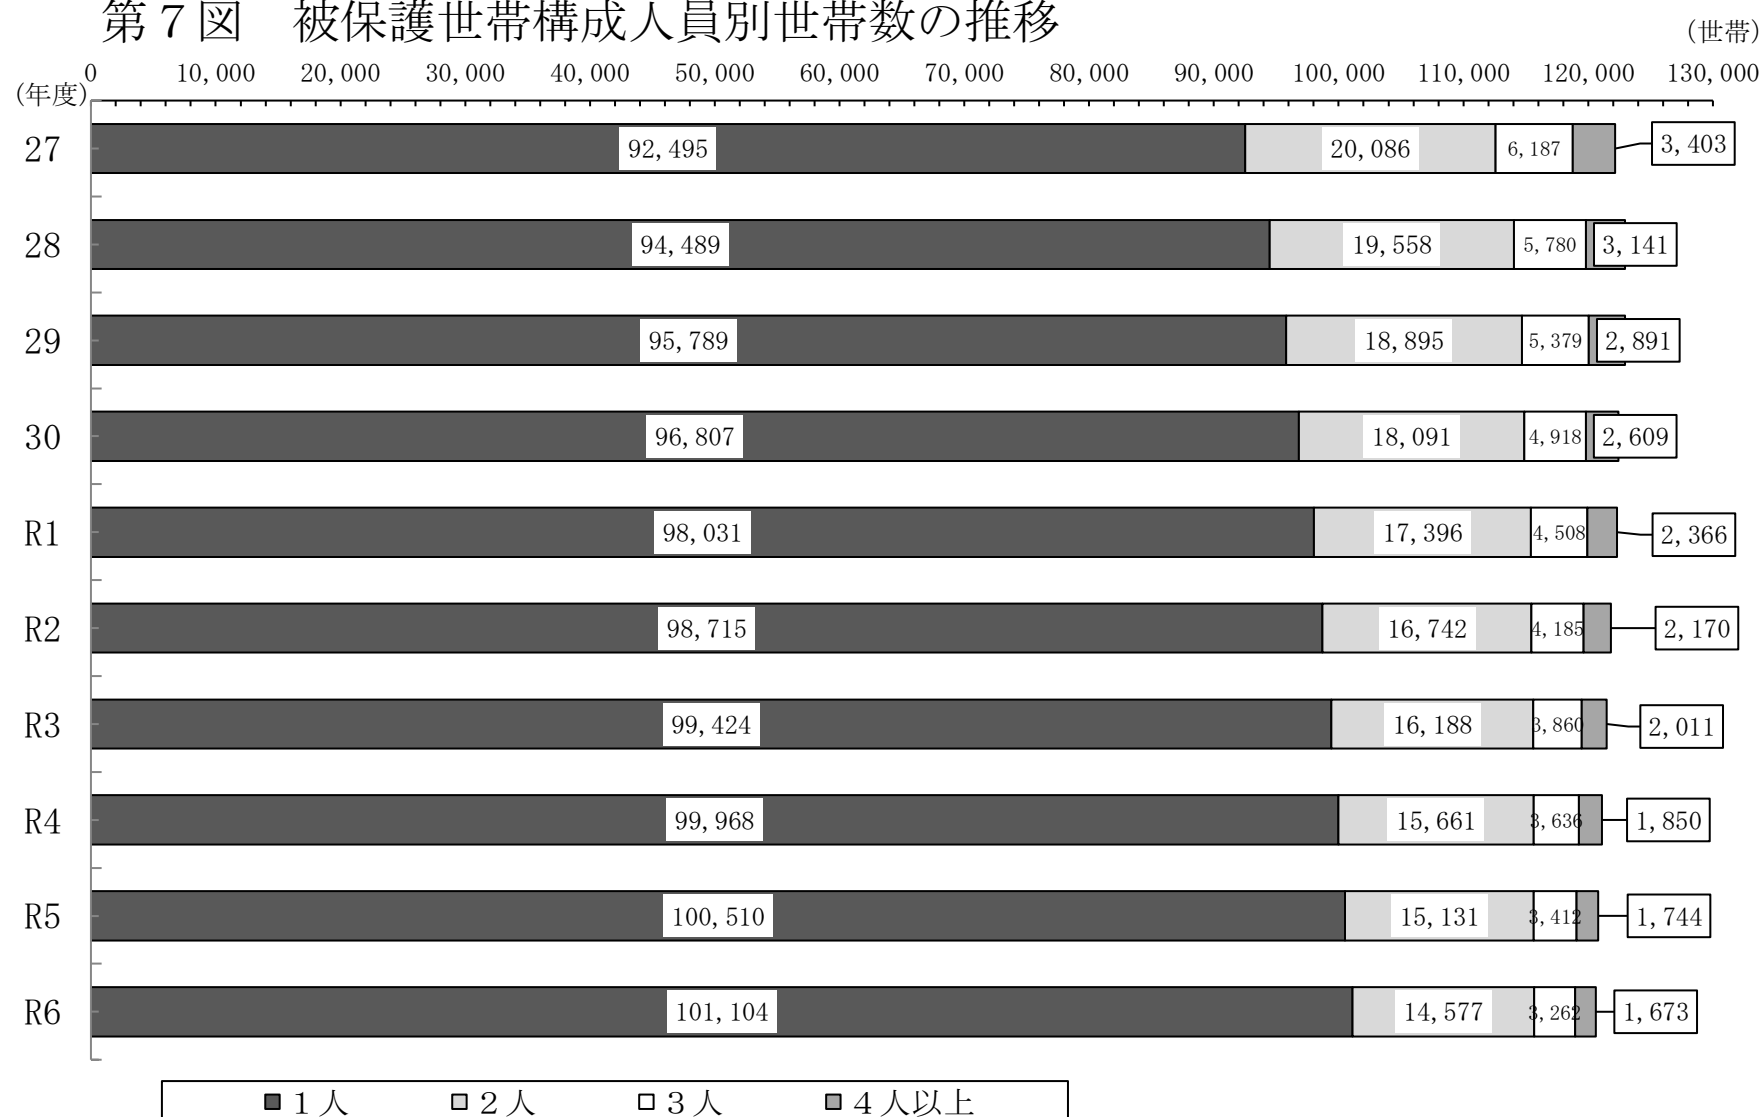 第７図　被保護世帯構成人員別世帯数の推移
(世帯)
0 10,000 20,000 30,000 40,000 50,000 60,000 70,000 80,000 90,000 100,000 110,000 120,000 130,000
(年度)
27 92,495 20,086 6,187 3,403
28 94,489 19,558 5,780 3,141
29 95,789 18,895 5,379 2,891
30 96,807 18,091 4,918 2,609
R1 98,031 17,396 4,508 2,366
R2 98,715 16,742 4,185 2,170
R3 99,424 16,188 3,860 2,011
R4 99,968 15,661 3,636 1,850
R5 100,510 15,131 3,412 1,744
R6 101,104 14,577 3,262 1,673
１人 ２人 ３人 ４人以上